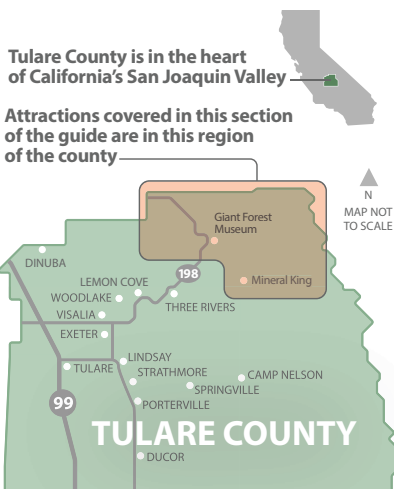 Tulare County is in the heart
of California's San Joaquin Valley
Attractions covered in this section
of the guide are in this region
of the county
N
MAP NOT
TO SCALE
Giant Forest
Museum
DINUBA
198
Mineral King
LEMON COVE
WOODLAKE
THREE RIVERS
VISALIA
EXETER
LINDSAY
TULARE
STRATHMORE
CAMP NELSON
SPRINGVILLE
99
PORTERVILLE
TULARE COUNTY
DUCOR